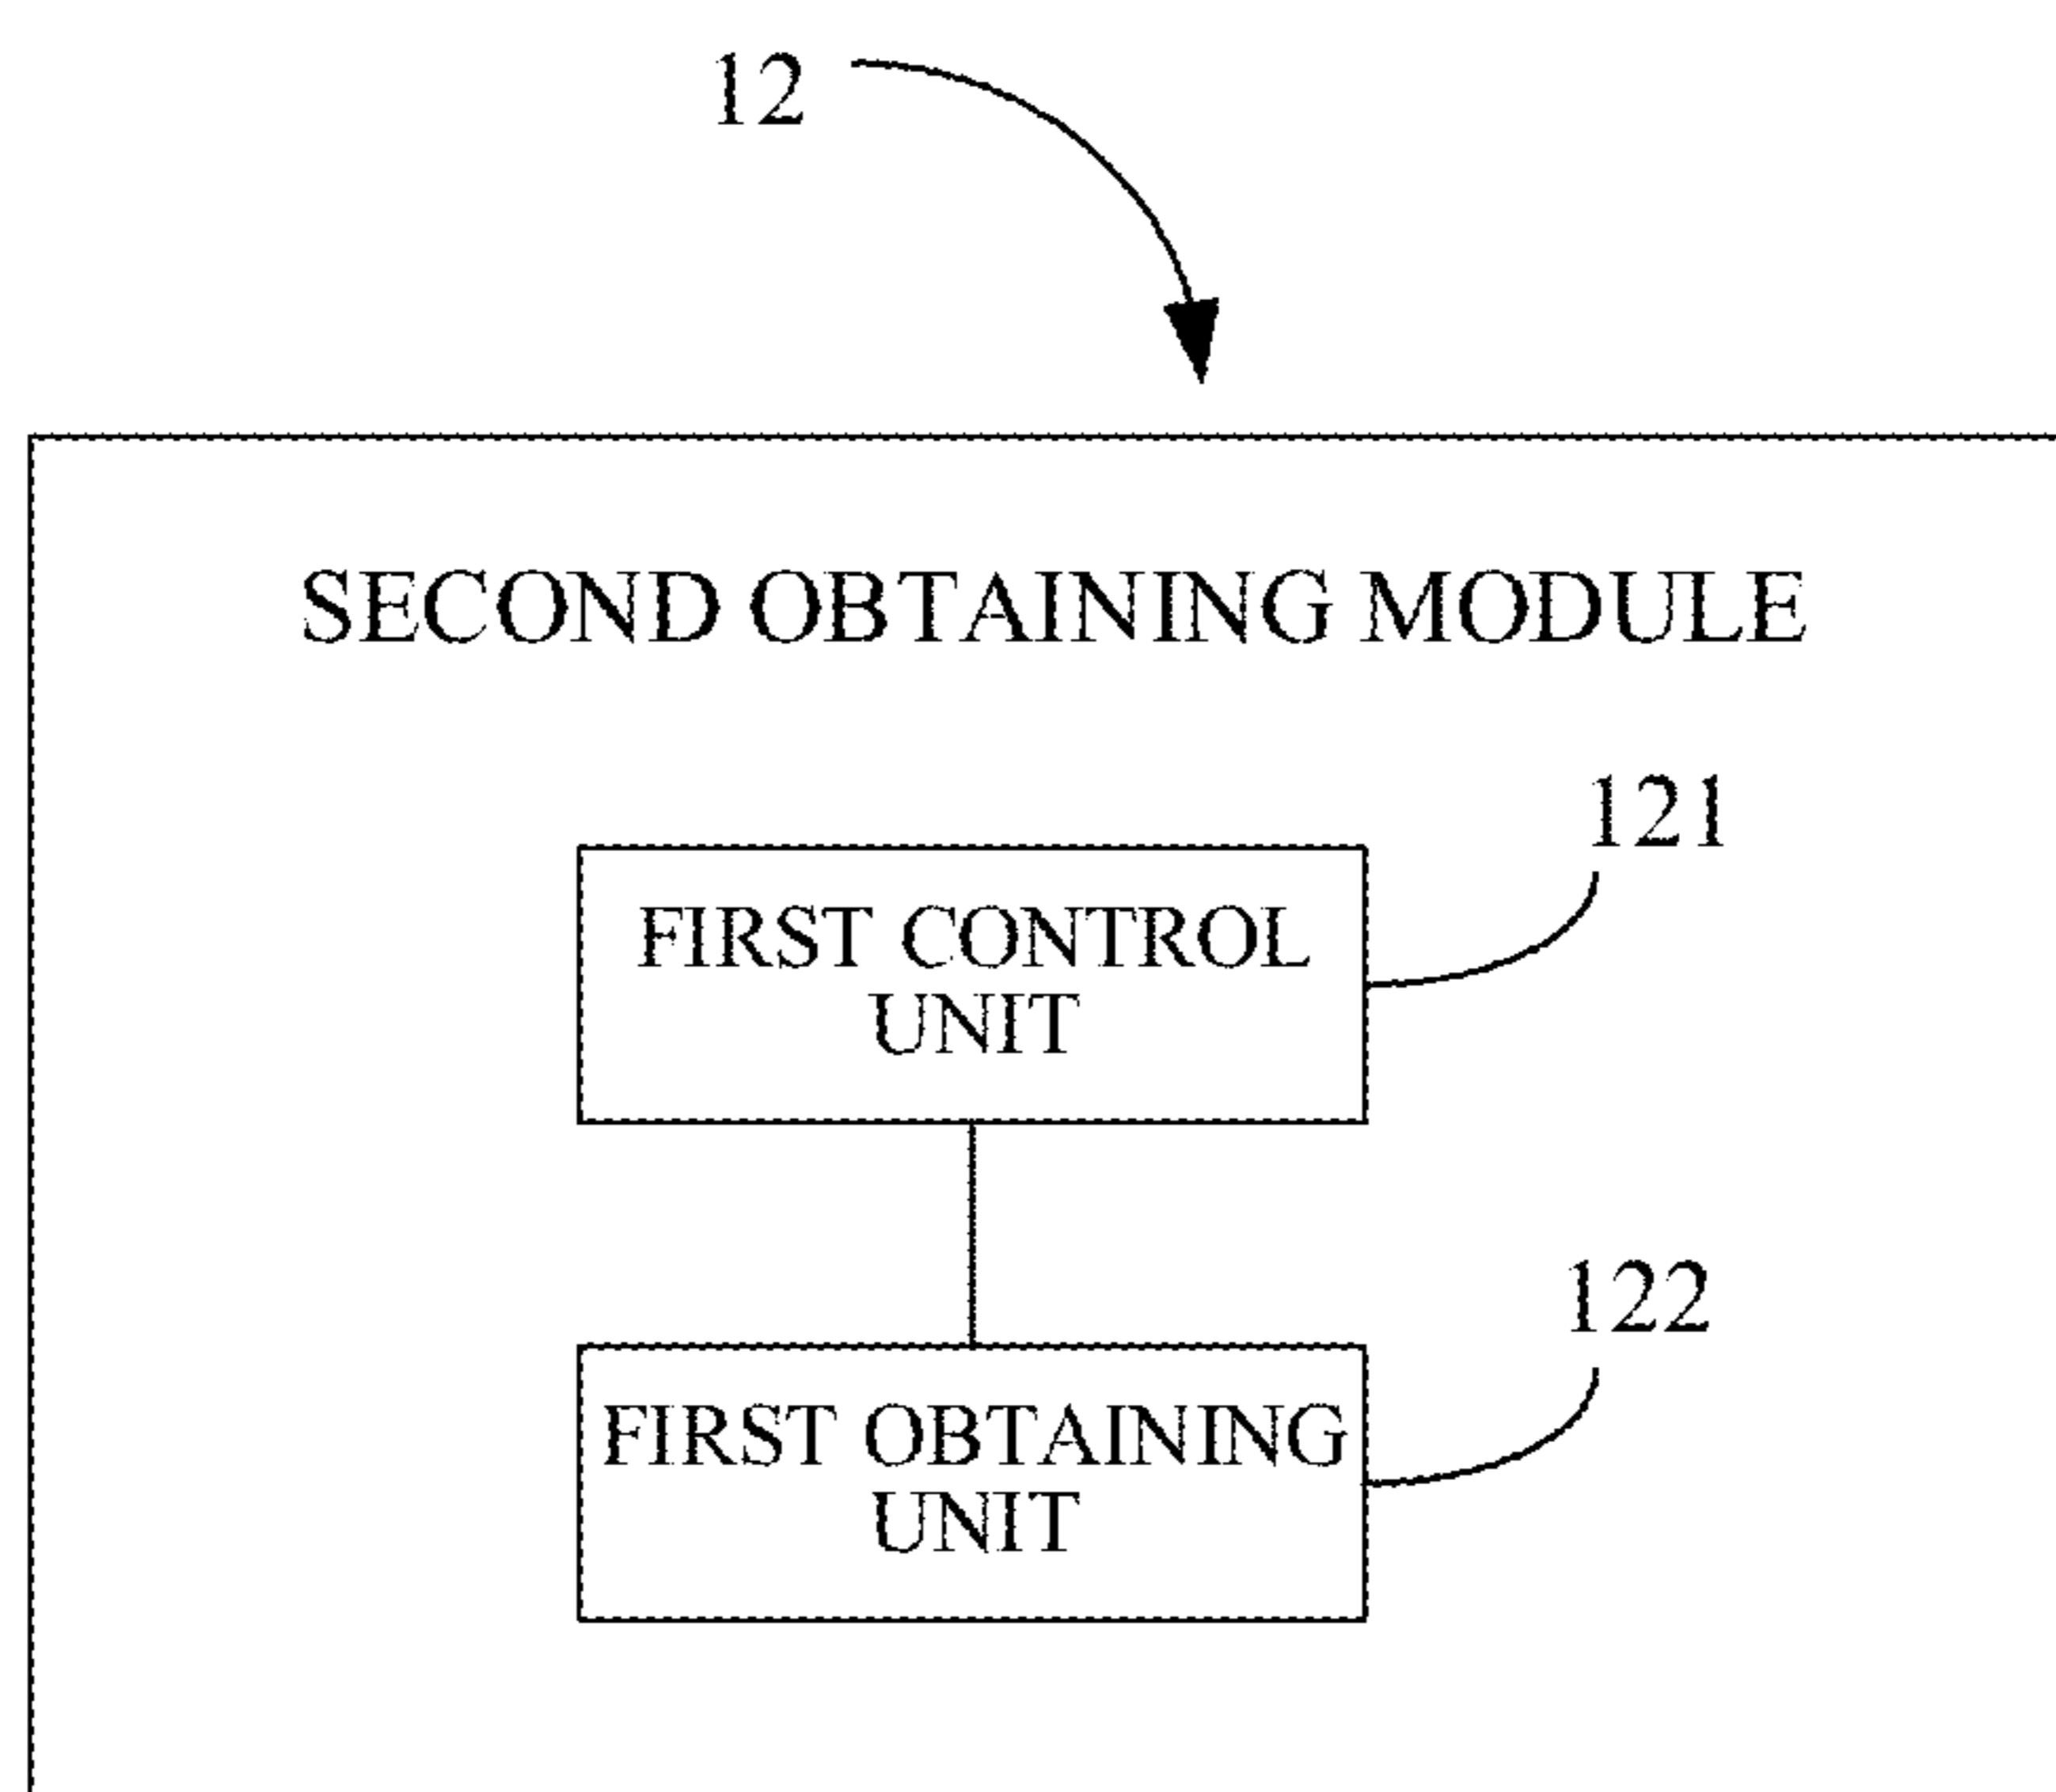 12
SECOND OBTAINING MODULE
121
FIRST CONTROL
UNIT
122
FIRST OBTAINING
UNIT